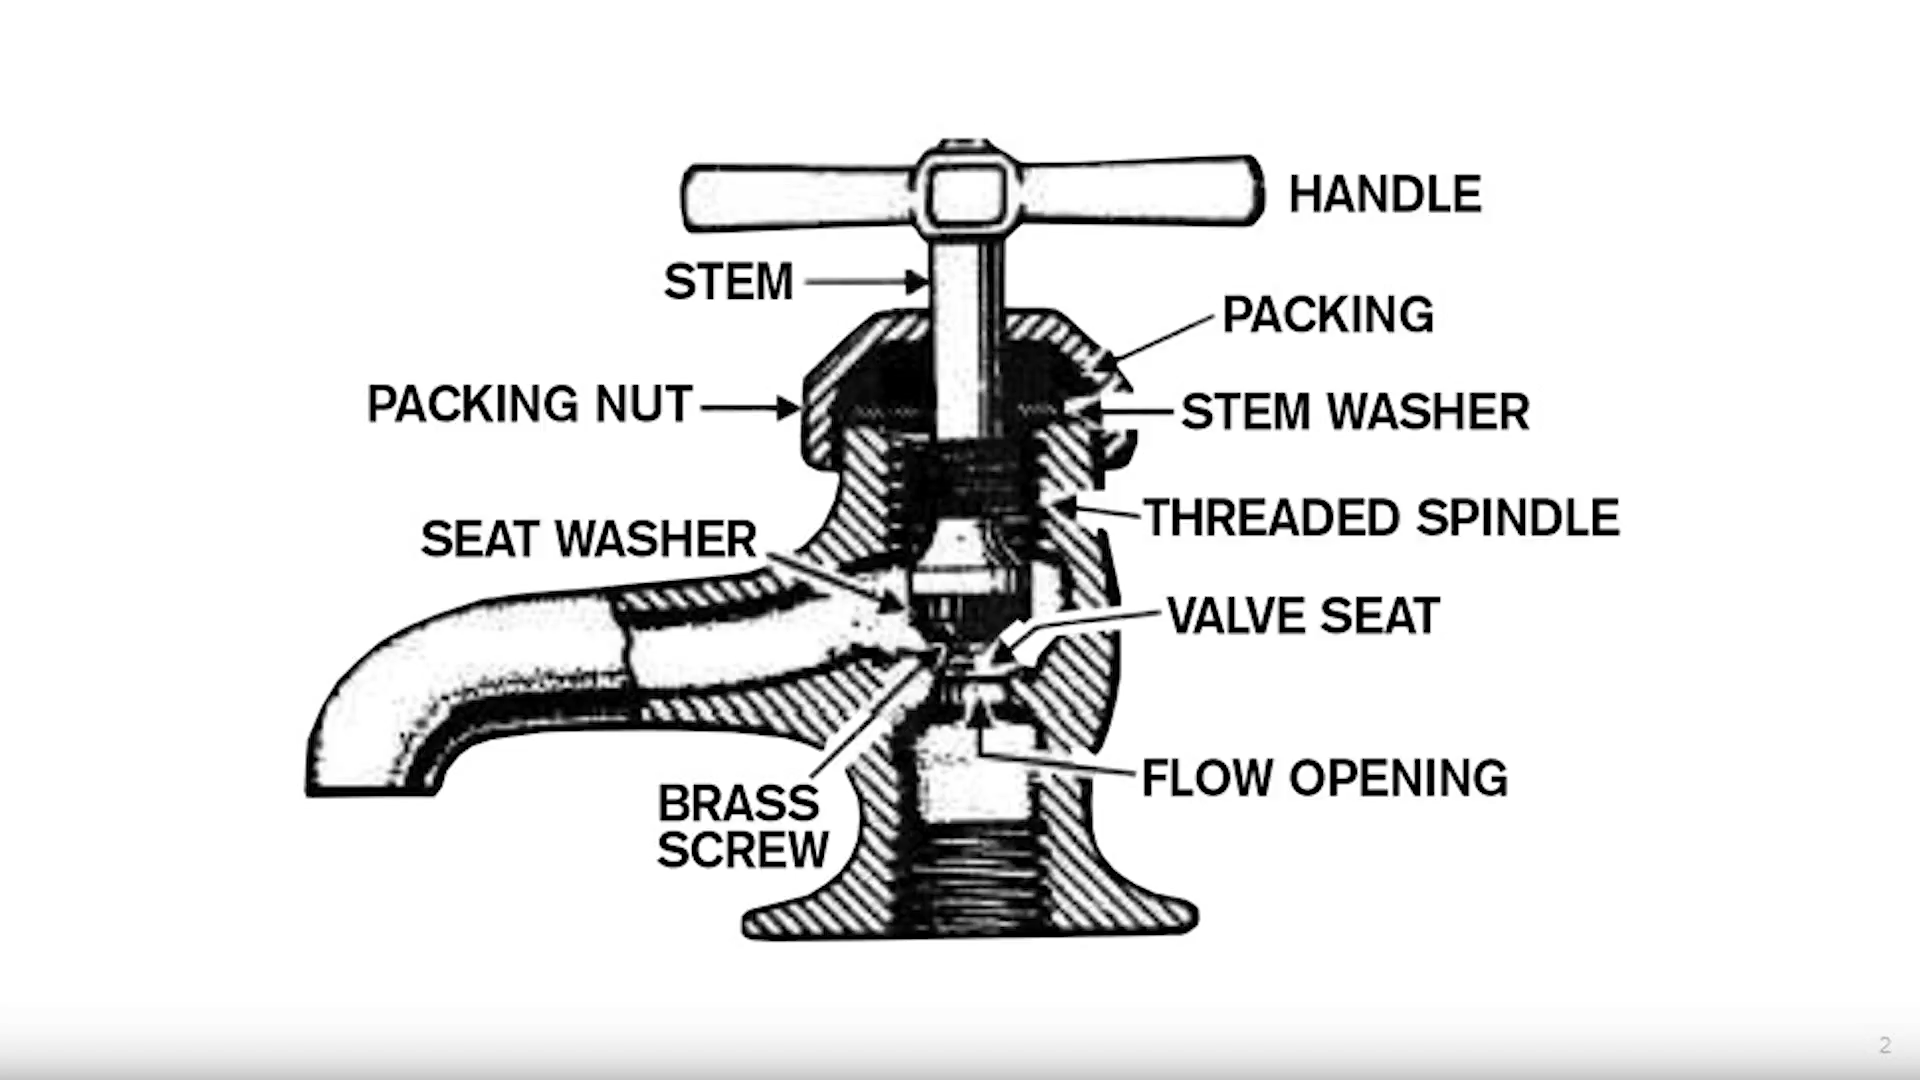 HANDLE
STEM
PACKING
PACKING NUT
STEM WASHER
THREADED SPINDLE
SEAT WASHER
VALVE SEAT
FLOW OPENING
BRASS
SCREW
2